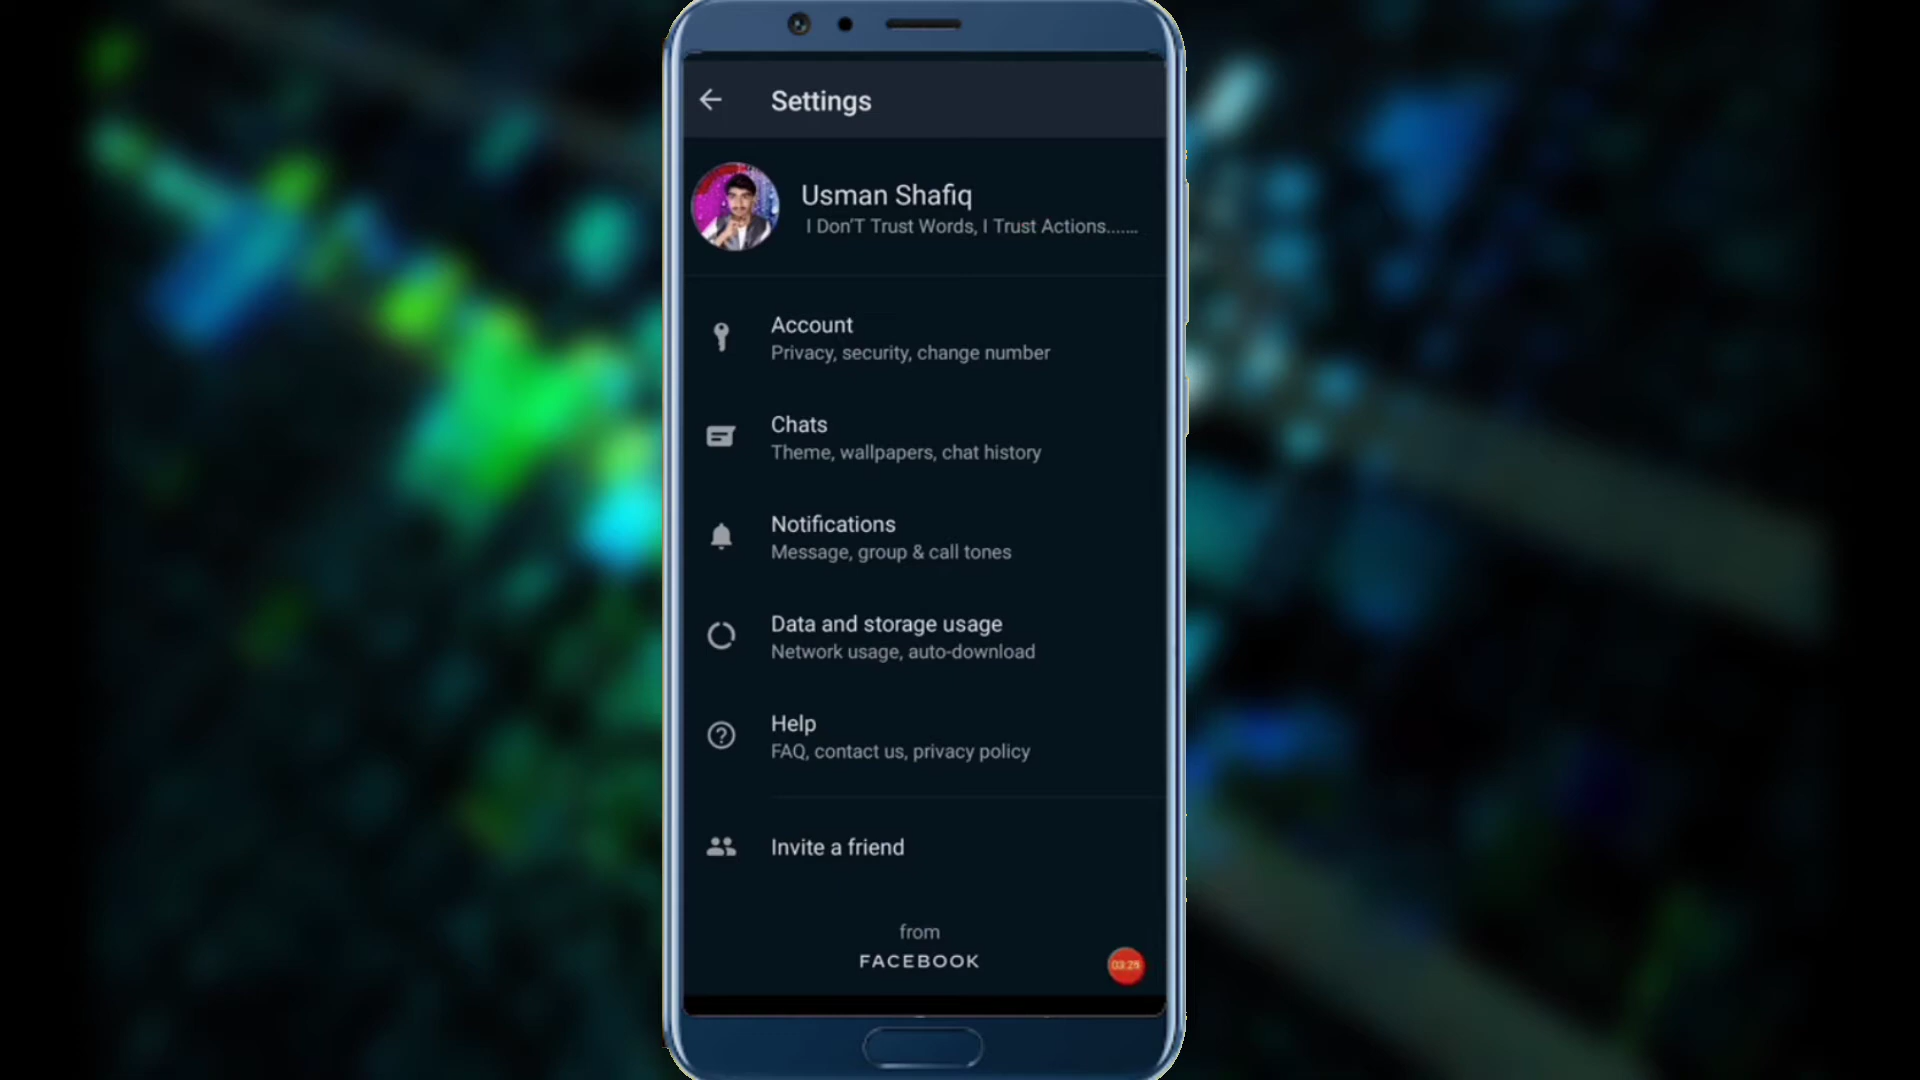 Settings
Usman Shafiq
I Don'T Trust Words, I Trust Actions.......
Account
Privacy, security, change number
Chats
Theme, wallpapers, chat history
Notifications
Message, group & call tones
Data and storage usage
Network usage, auto-download
Help
FAQ, contact us, privacy policy
Invite a friend
from
FACEBOOK
03:25